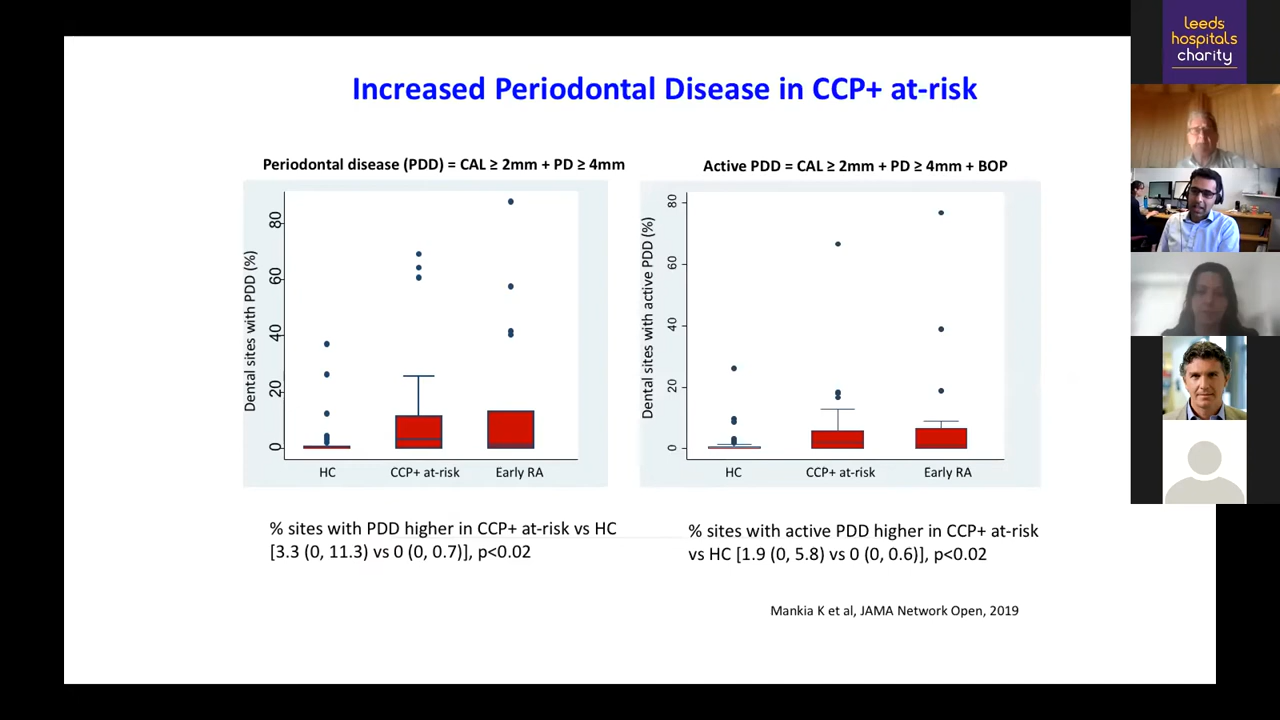 leeds
hospitals
charity
Increased Periodontal Disease in CCP+ at-risk
Periodontal disease (PDD) = CAL ≥ 2mm + PD ≥ 4mm
Dental sites with PDD (%)
80
60
40
20
0
HC
CCP+ at-risk
Early RA
% sites with PDD higher in CCP+ at-risk vs HC
[3.3 (0, 11.3) vs 0 (0, 0.7)], p<0.02
Active PDD = CAL ≥ 2mm + PD ≥ 4mm + BOP
Dental sites with active PDD (%)
80
60
40
20
0
HC
CCP+ at-risk
Early RA
% sites with active PDD higher in CCP+ at-risk
vs HC [1.9 (0, 5.8) vs 0 (0, 0.6)], p<0.02
Mankia K et al, JAMA Network Open, 2019